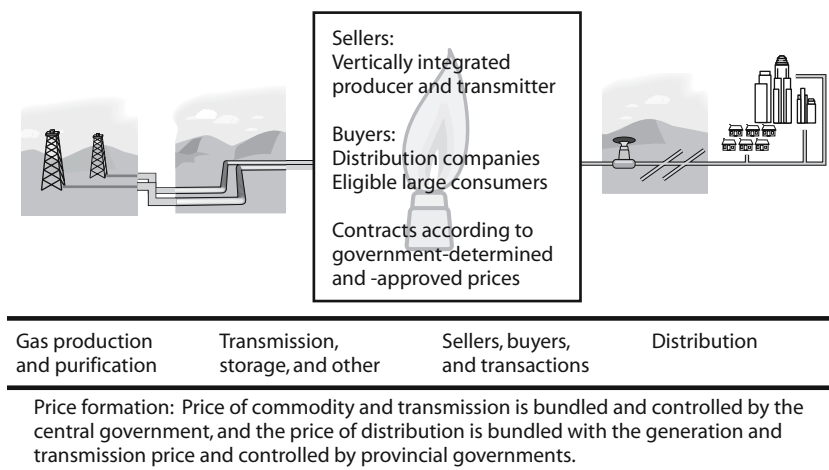 Sellers:
Vertically integrated
producer and transmitter
Buyers:
Distribution companies
Eligible large consumers
Contracts according to
government-determined
and -approved prices
Gas production
and purification
Transmission,
storage, and other
Sellers, buyers,
and transactions
Distribution
Price formation: Price of commodity and transmission is bundled and controlled by the
central government, and the price of distribution is bundled with the generation and
transmission price and controlled by provincial governments.